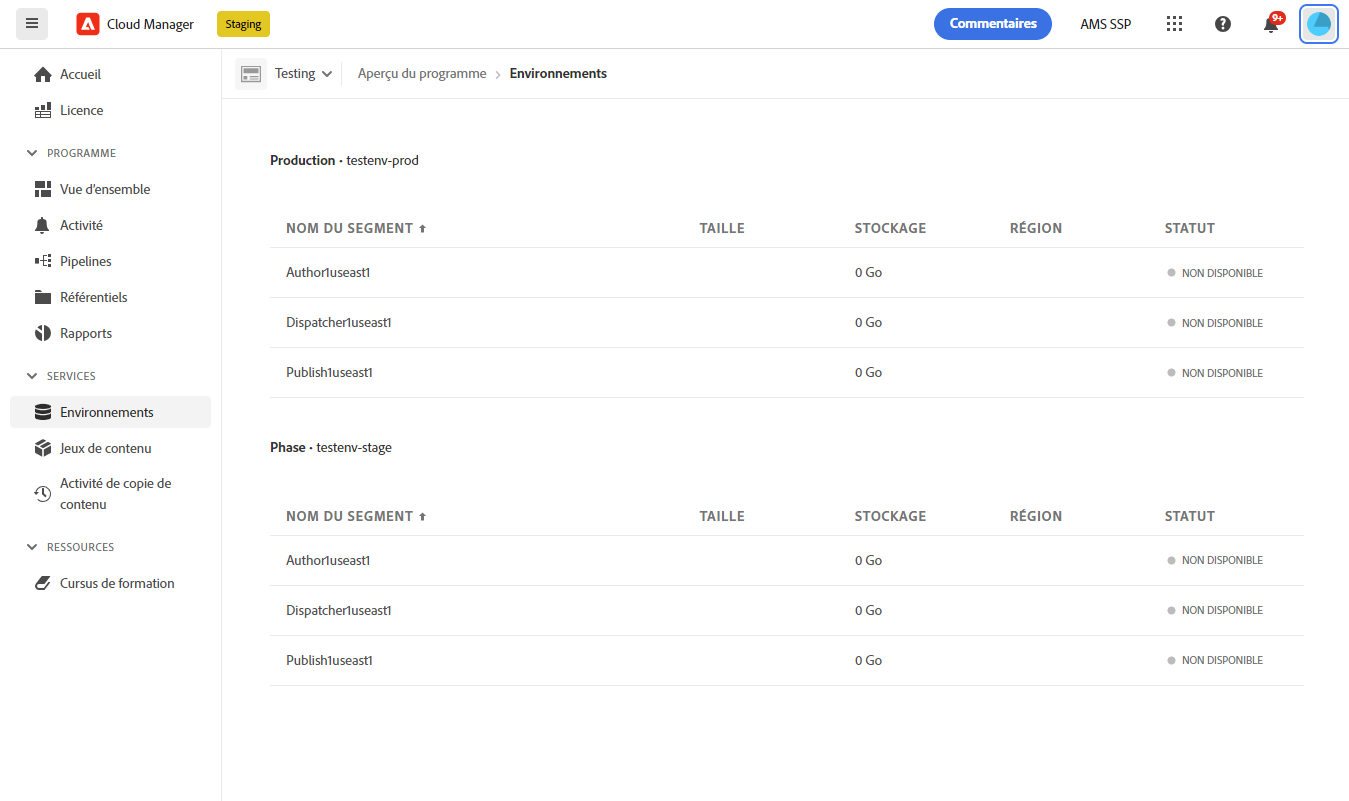 Cloud Manager Staging Commentaires AMS SSP 9+
Accueil
Licence
PROGRAMME
Vue d'ensemble
Activité
Pipelines
Référentiels
Rapports
SERVICES
Environnements
Jeux de contenu
Activité de copie de
contenu
RESSOURCES
Cursus de formation
Testing Aperçu du programme › Environnements
Production • testenv-prod
NOM DU SEGMENT ↑ TAILLE STOCKAGE RÉGION STATUT
Author1useast1 0 Go NON DISPONIBLE
Dispatcher1useast1 0 Go NON DISPONIBLE
Publish1useast1 0 Go NON DISPONIBLE
Phase • testenv-stage
NOM DU SEGMENT ↑ TAILLE STOCKAGE RÉGION STATUT
Author1useast1 0 Go NON DISPONIBLE
Dispatcher1useast1 0 Go NON DISPONIBLE
Publish1useast1 0 Go NON DISPONIBLE